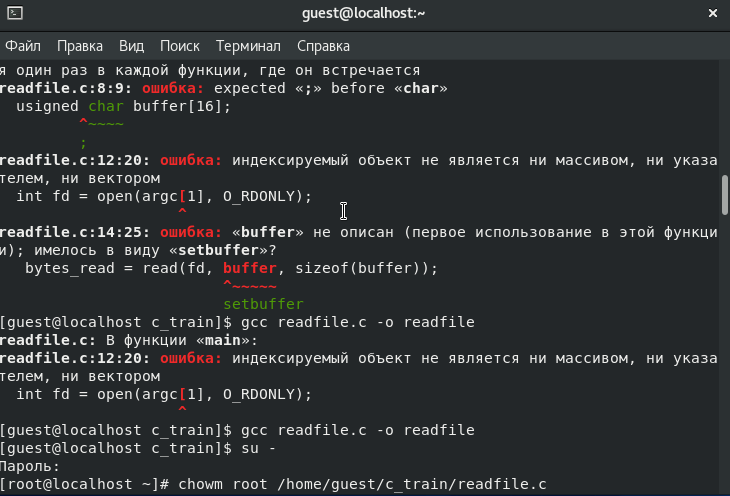 guest@localhost:~
Файл Правка Вид Поиск Терминал Справка
я один раз в каждой функции, где он встречается
readfile.c:8:9: ошибка: expected «;» before «char»
usigned char buffer[16];
^~~~~
;
readfile.c:12:20: ошибка: индексируемый объект не является ни массивом, ни указа
телем, ни вектором
int fd = open(argc[1], O_RDONLY);
^
readfile.c:14:25: ошибка: «buffer» не описан (первое использование в этой функци
и); имелось в виду «setbuffer»?
bytes_read = read(fd, buffer, sizeof(buffer));
^~~~~~
setbuffer
[guest@localhost c_train]$ gcc readfile.c -o readfile
readfile.c: В функции «main»:
readfile.c:12:20: ошибка: индексируемый объект не является ни массивом, ни указа
телем, ни вектором
int fd = open(argc[1], O_RDONLY);
^
[guest@localhost c_train]$ gcc readfile.c -o readfile
[guest@localhost c_train]$ su -
Пароль:
[root@localhost ~]# chowm root /home/guest/c_train/readfile.c